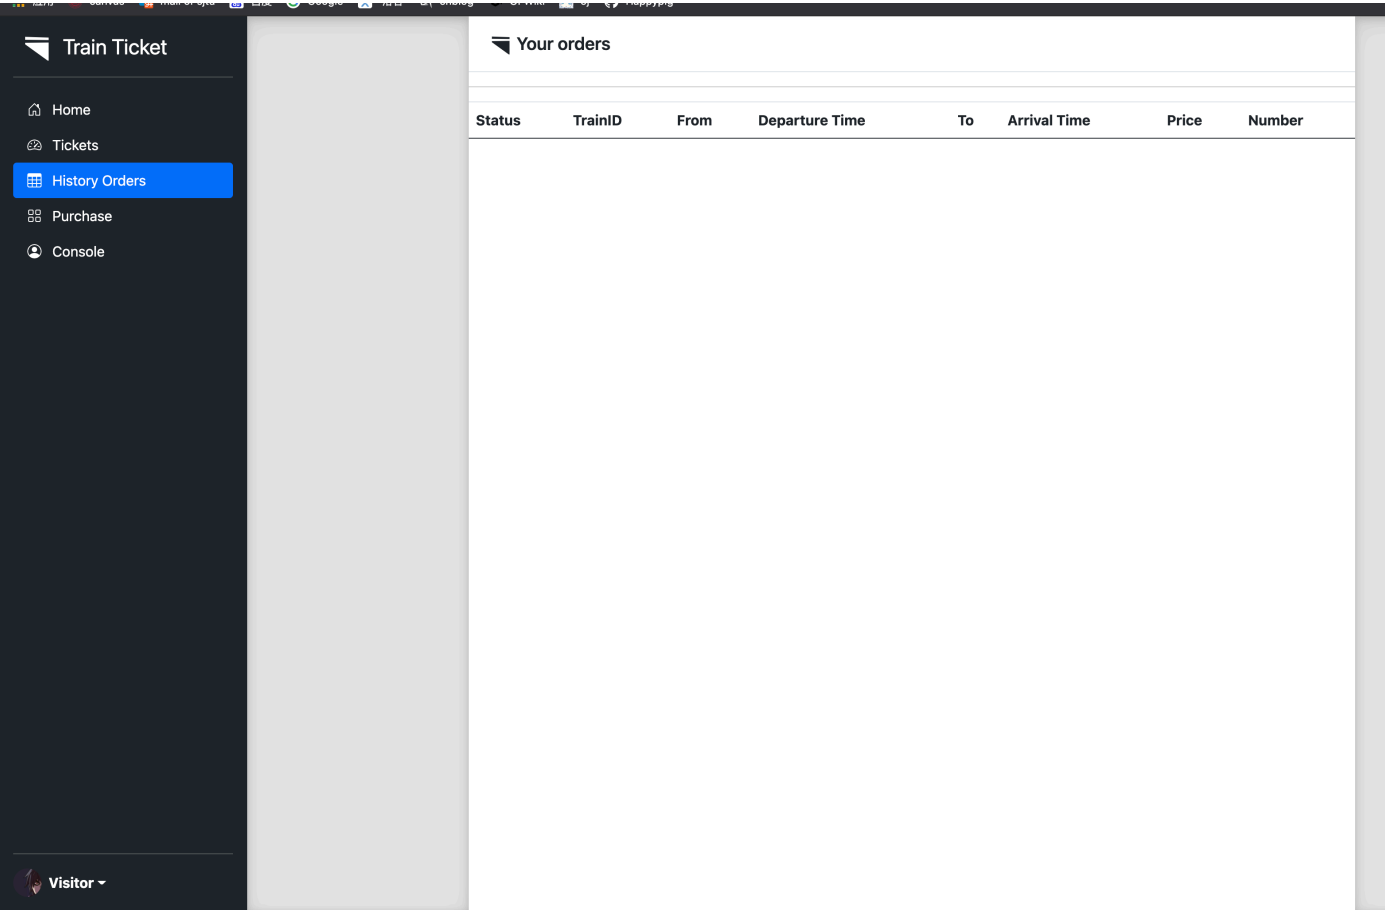 Train Ticket
Home
Tickets
History Orders
Purchase
Console
Visitor
Your orders
Status TrainID From Departure Time To Arrival Time Price Number